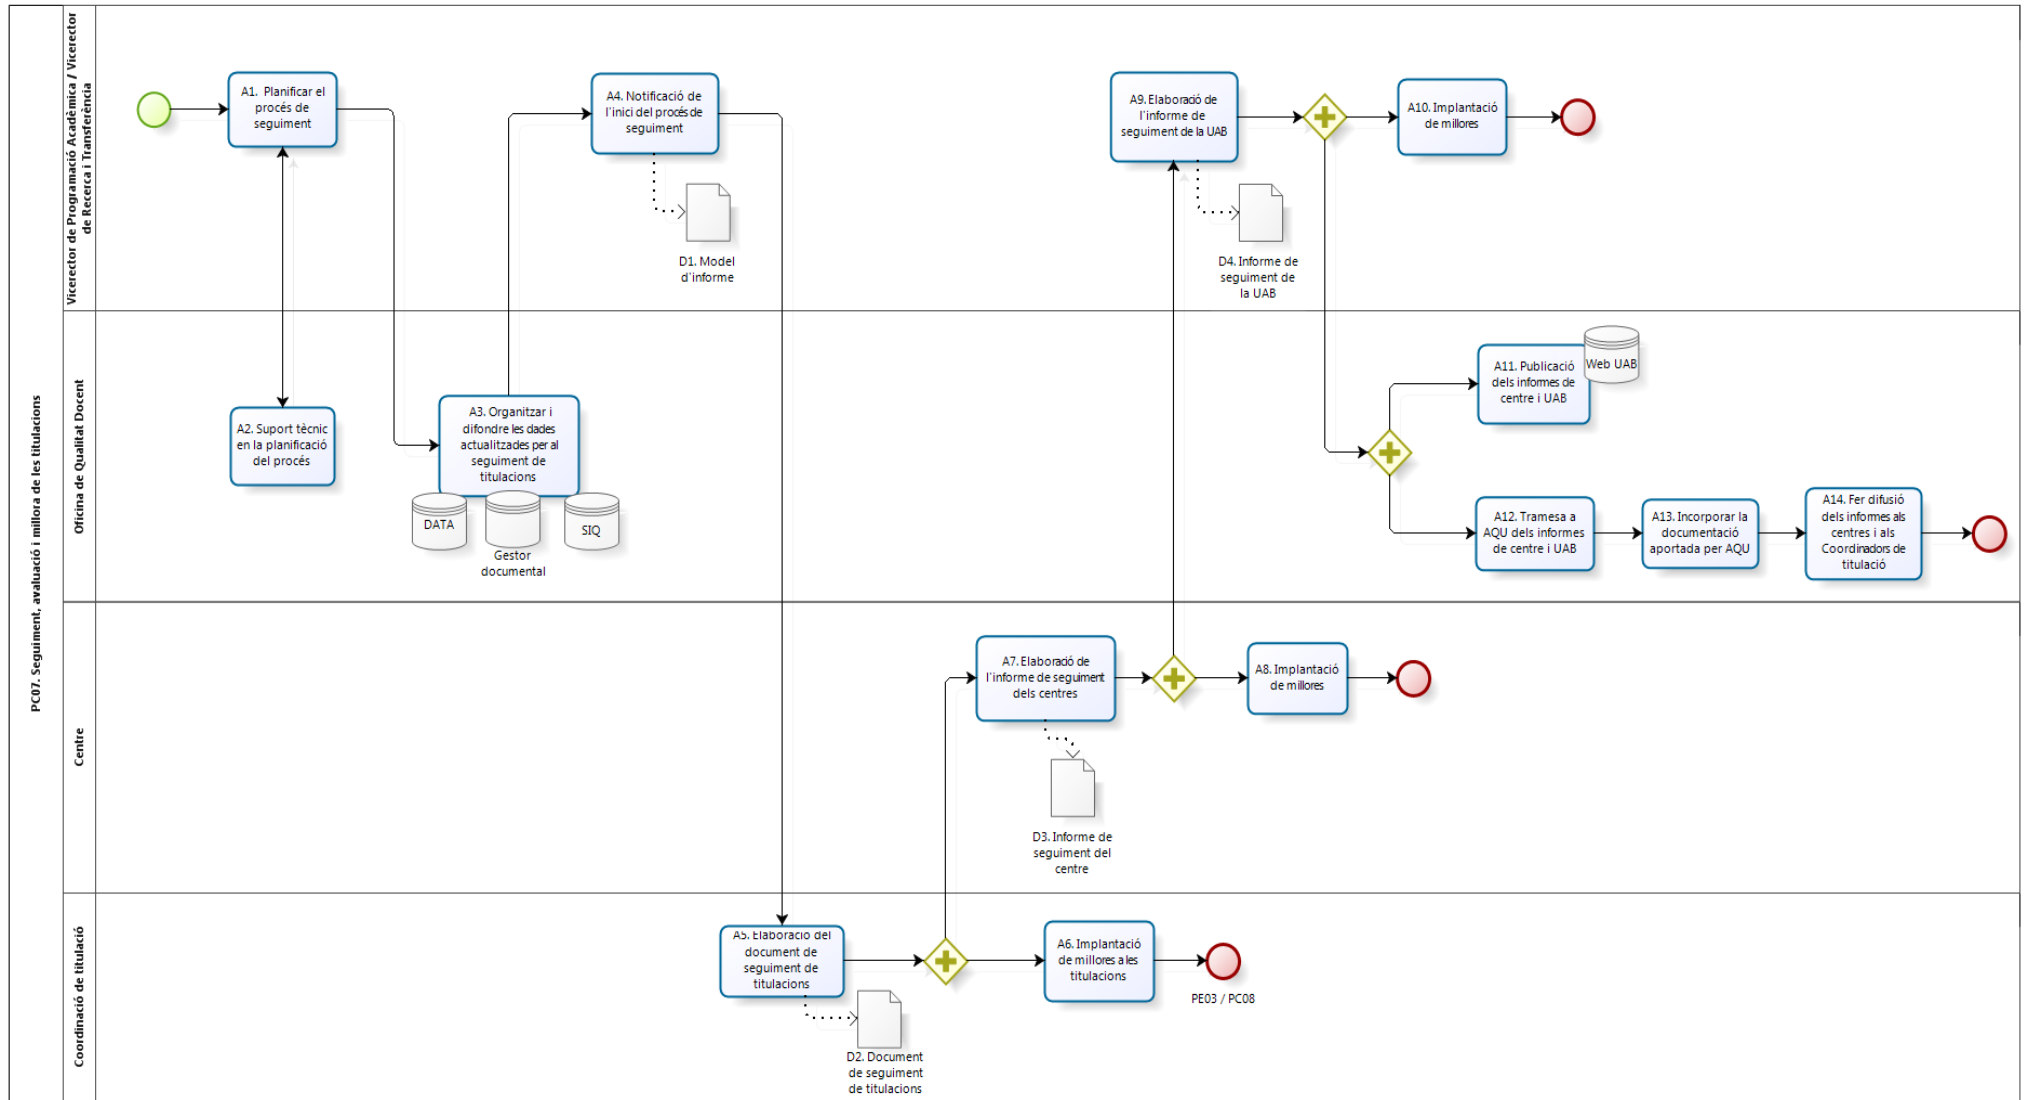 PC07. Seguiment, avaluació i millora de les titulacions
Vicerector de Programació Acadèmica / Vicerector
de Recerca i Transferència
A1. Planificar el
procés de
seguiment
A4. Notificació de
l'inici del procés de
seguiment
D1. Model
d'informe
A9. Elaboració de
l'informe de
seguiment de la UAB
D4. Informe de
seguiment de
la UAB
A10. Implantació
de millores
Oficina de Qualitat Docent
A2. Suport tècnic
en la planificació
del procés
A3. Organitzar i
difondre les dades
actualitzades per al
seguiment de
titulacions
DATA
Gestor
documental
SIQ
A11. Publicació
dels informes de
centre i UAB
Web UAB
A12. Tramesa a
AQU dels informes
de centre i UAB
A13. Incorporar la
documentació
aportada per AQU
A14. Fer difusió
dels informes als
centres i als
Coordinadors de
titulació
Centre
A7. Elaboració de
l'informe de seguiment
dels centres
D3. Informe de
seguiment del
centre
A8. Implantació
de millores
Coordinació de titulació
A5. Elaboració del
document de
seguiment de
titulacions
D2. Document
de seguiment
de titulacions
A6. Implantació
de millores a les
titulacions
PE03 / PC08